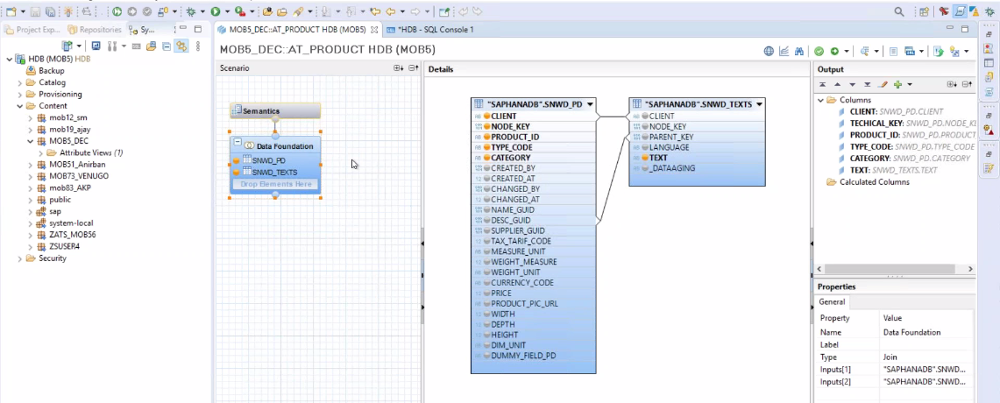 Project Exp...
Repositories
Sy...
HDB (MOB5) HDB
Backup
Catalog
Provisioning
Content
mob12_sm
mob19_ajay
MOB5_DEC
Attribute Views (1)
MOB51_Anirban
MOB73_VENUGO
mob83_AKP
public
sap
system-local
ZATS_MOB56
ZSUSER4
Security
MOB5_DEC::AT_PRODUCT HDB (MOB5)
*HDB - SQL Console 1
MOB5_DEC::AT_PRODUCT HDB (MOB5)
Scenario
Semantics
Data Foundation
SNWD_PD
SNWD_TEXTS
Drop Elements Here
Details
"SAPHANADB".SNWD_PD
CLIENT
NODE_KEY
PRODUCT_ID
TYPE_CODE
CATEGORY
CREATED_BY
CREATED_AT
CHANGED_BY
CHANGED_AT
NAME_GUID
DESC_GUID
SUPPLIER_GUID
TAX_TARIF_CODE
MEASURE_UNIT
WEIGHT_MEASURE
WEIGHT_UNIT
CURRENCY_CODE
PRICE
PRODUCT_PIC_URL
WIDTH
DEPTH
HEIGHT
DIM_UNIT
DUMMY_FIELD_PD
"SAPHANADB".SNWD_TEXTS
CLIENT
NODE_KEY
PARENT_KEY
LANGUAGE
TEXT
_DATAAGING
Output
Columns
CLIENT: SNWD_PD.CLIENT
TECHICAL_KEY: SNWD_PD.NODE_KE
PRODUCT_ID: SNWD_PD.PRODUCT
TYPE_CODE: SNWD_PD.TYPE_CODE
CATEGORY: SNWD_PD.CATEGORY
TEXT: SNWD_TEXTS.TEXT
Calculated Columns
Properties
General
Property Value
Name Data Foundation
Label
Type Join
Inputs[1] "SAPHANADB".SNWD...
Inputs[2] "SAPHANADB".SNWD...